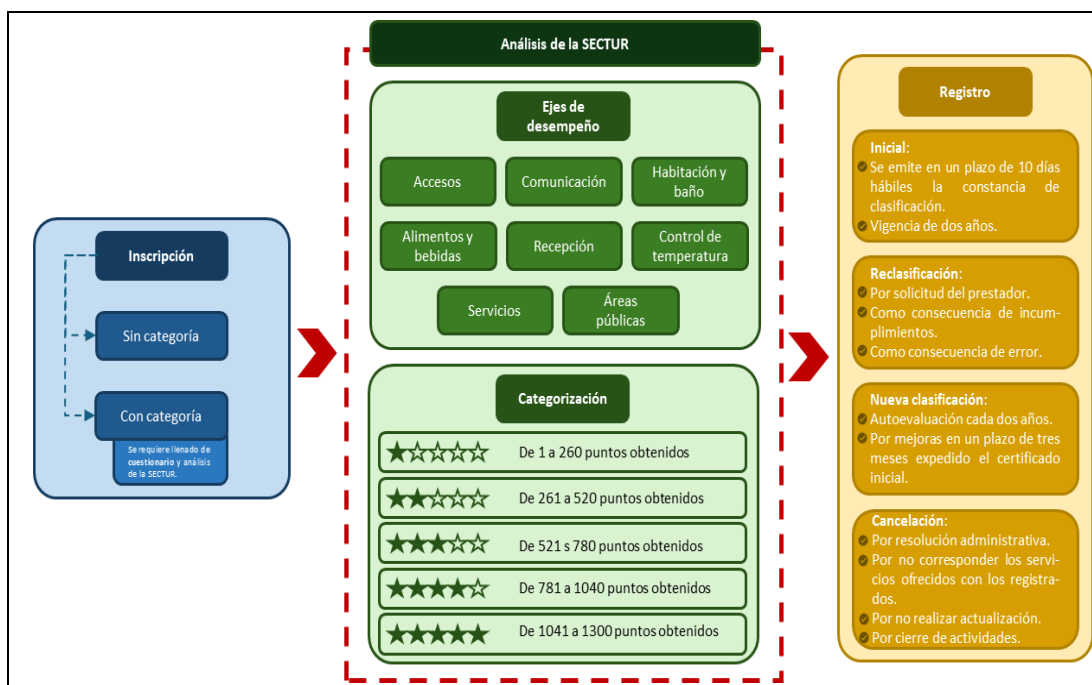 Inscripción
Sin categoría
Con categoría
Se requiere llenado de
cuestionario y análisis
de la SECTUR.
Análisis de la SECTUR
Ejes de
desempeño
Accesos
Comunicación
Habitación y
baño
Alimentos y
bebidas
Recepción
Control de
temperatura
Servicios
Áreas
públicas
Categorización
De 1 a 260 puntos obtenidos
De 261 a 520 puntos obtenidos
De 521 s 780 puntos obtenidos
De 781 a 1040 puntos obtenidos
De 1041 a 1300 puntos obtenidos
Registro
Inicial:
Se emite en un plazo de 10 días
hábiles la constancia de
clasificación.
Vigencia de dos años.
Reclasificación:
Por solicitud del prestador.
Como consecuencia de incum-
plimientos.
Como consecuencia de error.
Nueva clasificación:
Autoevaluación cada dos años.
Por mejoras en un plazo de tres
meses expedido el certificado
inicial.
Cancelación:
Por resolución administrativa.
Por no corresponder los servi-
cios ofrecidos con los registra-
dos.
Por no realizar actualización.
Por cierre de actividades.